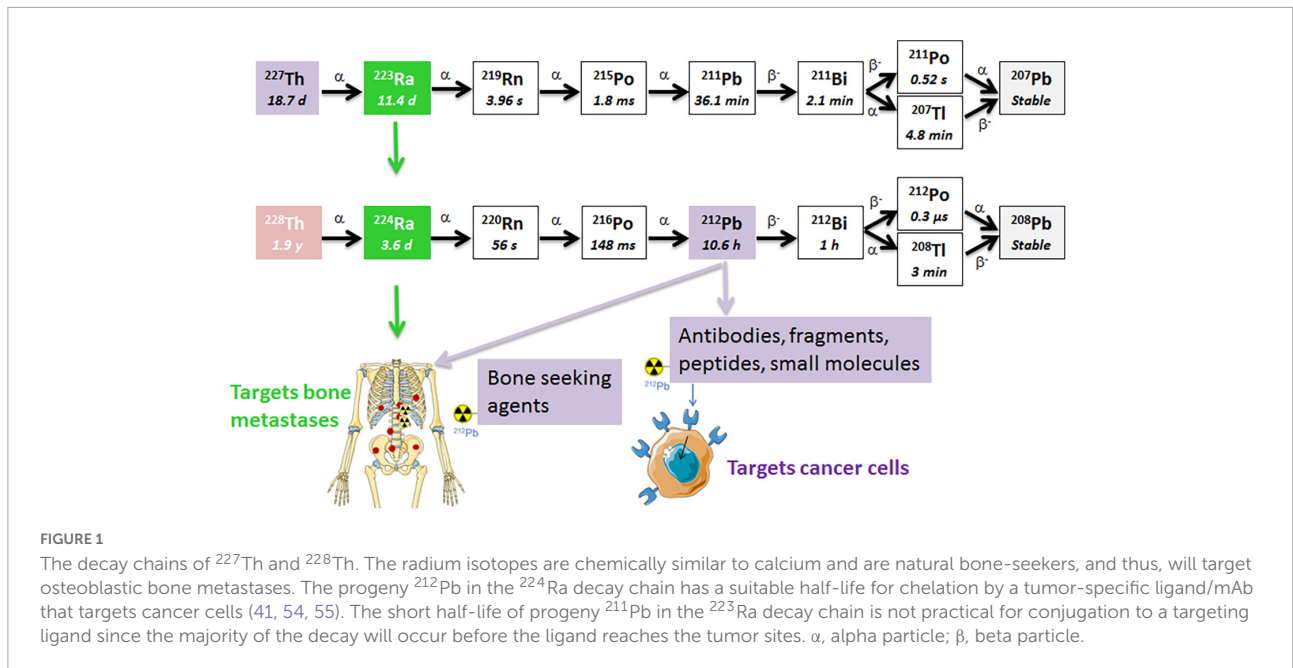 ²²⁷Th
18.7 d
α
²²³Ra
11.4 d
α
²¹⁹Rn
3.96 s
α
²¹⁵Po
1.8 ms
α
²¹¹Pb
36.1 min
β-
²¹¹Bi
2.1 min
β-
²¹¹Po
0.52 s
α
α
²⁰⁷Tl
4.8 min
β-
²⁰⁷Pb
Stable
²²⁸Th
1.9 y
α
²²⁴Ra
3.6 d
α
²²⁰Rn
56 s
α
²¹⁶Po
148 ms
α
²¹²Pb
10.6 h
β-
²¹²Bi
1 h
β-
²¹²Po
0.3 µs
α
α
²⁰⁸Tl
3 min
β-
²⁰⁸Pb
Stable
Targets bone
metastases
²¹²Pb
Bone seeking
agents
²¹²Pb
Antibodies, fragments,
peptides, small molecules
Targets cancer cells
FIGURE 1
The decay chains of ²²⁷Th and ²²⁸Th. The radium isotopes are chemically similar to calcium and are natural bone-seekers, and thus, will target
osteoblastic bone metastases. The progeny ²¹²Pb in the ²²⁴Ra decay chain has a suitable half-life for chelation by a tumor-specific ligand/mAb
that targets cancer cells (41, 54, 55). The short half-life of progeny ²¹¹Pb in the ²²³Ra decay chain is not practical for conjugation to a targeting
ligand since the majority of the decay will occur before the ligand reaches the tumor sites. α, alpha particle; β, beta particle.